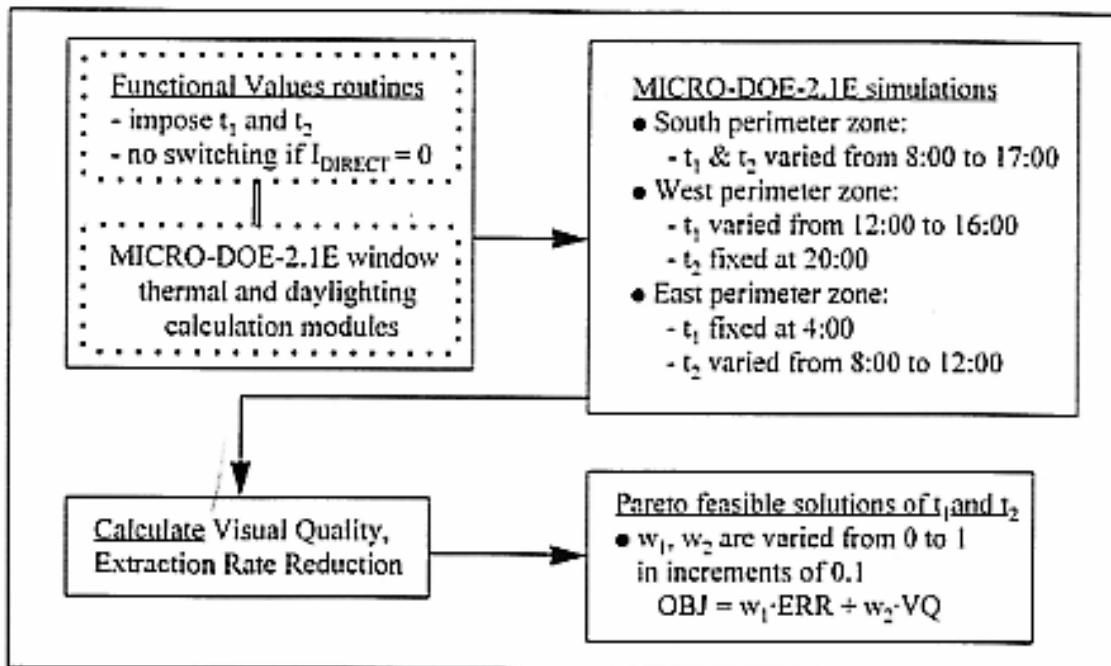 Functional Values routines
- impose t₁ and t₂
- no switching if I_DIRECT = 0
MICRO-DOE-2.1E window
thermal and daylighting
calculation modules
MICRO-DOE-2.1E simulations
● South perimeter zone:
- t₁ & t₂ varied from 8:00 to 17:00
● West perimeter zone:
- t₁ varied from 12:00 to 16:00
- t₂ fixed at 20:00
● East perimeter zone:
- t₁ fixed at 4:00
- t₂ varied from 8:00 to 12:00
Calculate Visual Quality,
Extraction Rate Reduction
Pareto feasible solutions of t₁and t₂
● w₁, w₂ are varied from 0 to 1
in increments of 0.1
OBJ = w₁·ERR + w₂·VQ